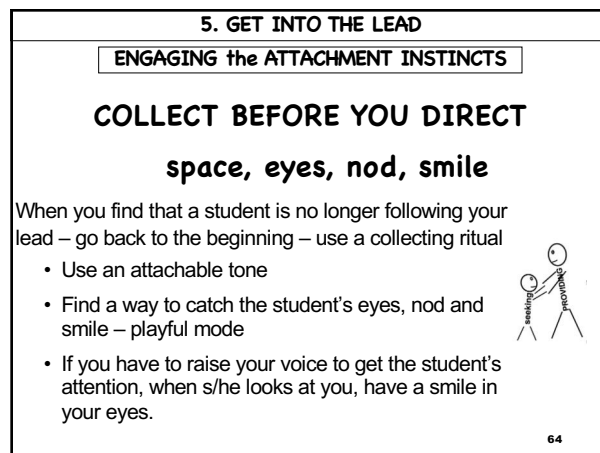 5. GET INTO THE LEAD
ENGAGING the ATTACHMENT INSTINCTS
COLLECT BEFORE YOU DIRECT
space, eyes, nod, smile
When you find that a student is no longer following your
lead – go back to the beginning – use a collecting ritual
• Use an attachable tone
• Find a way to catch the student's eyes, nod and
smile – playful mode
• If you have to raise your voice to get the student's
attention, when s/he looks at you, have a smile in
your eyes.
seeking
PROVIDING
64